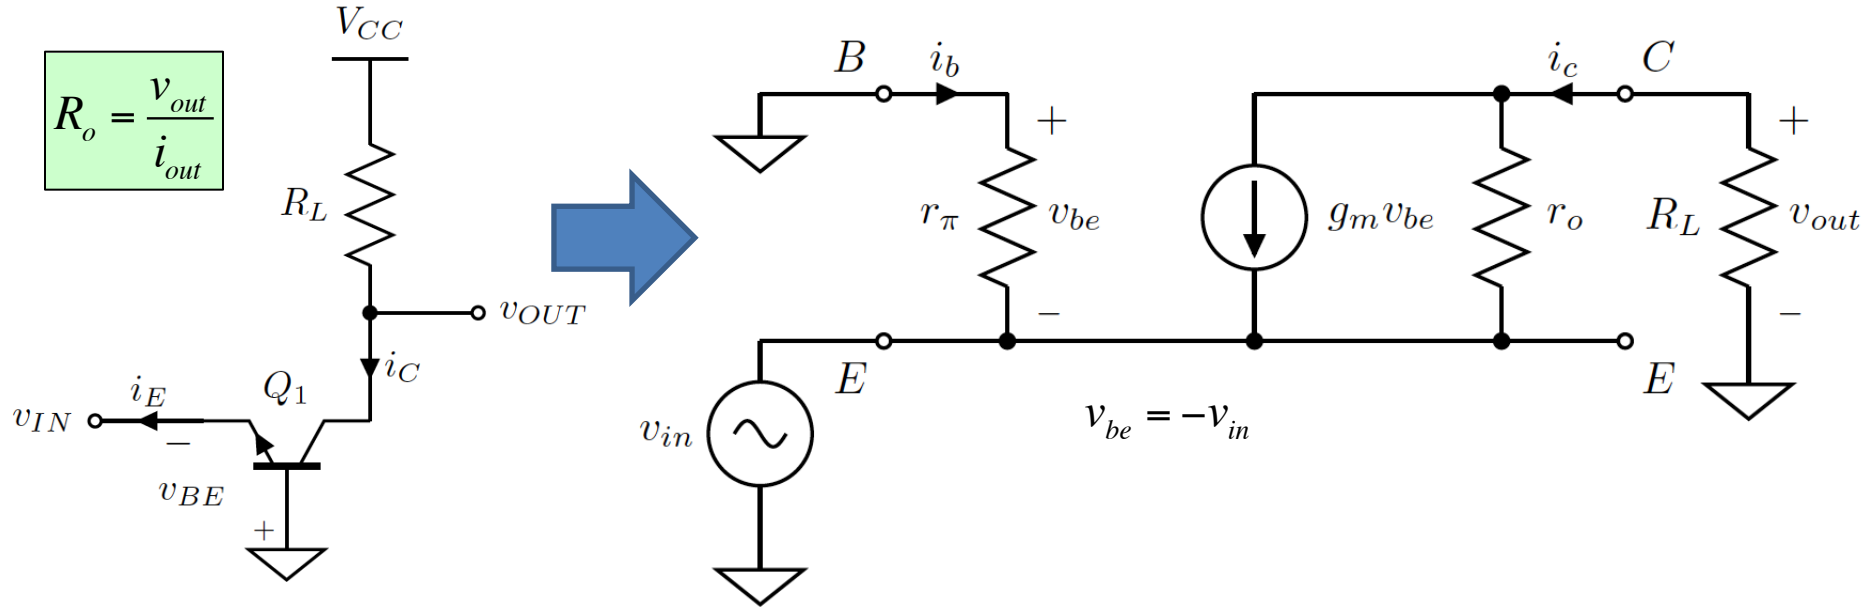 R_o = v_out / i_out
V_CC
R_L
v_OUT
i_C
Q_1
i_E
v_IN
−
v_BE
+
B
i_b
i_c
C
+
+
r_π
v_be
g_m v_be
r_o
R_L
v_out
−
−
E
E
v_in
v_be = −v_in